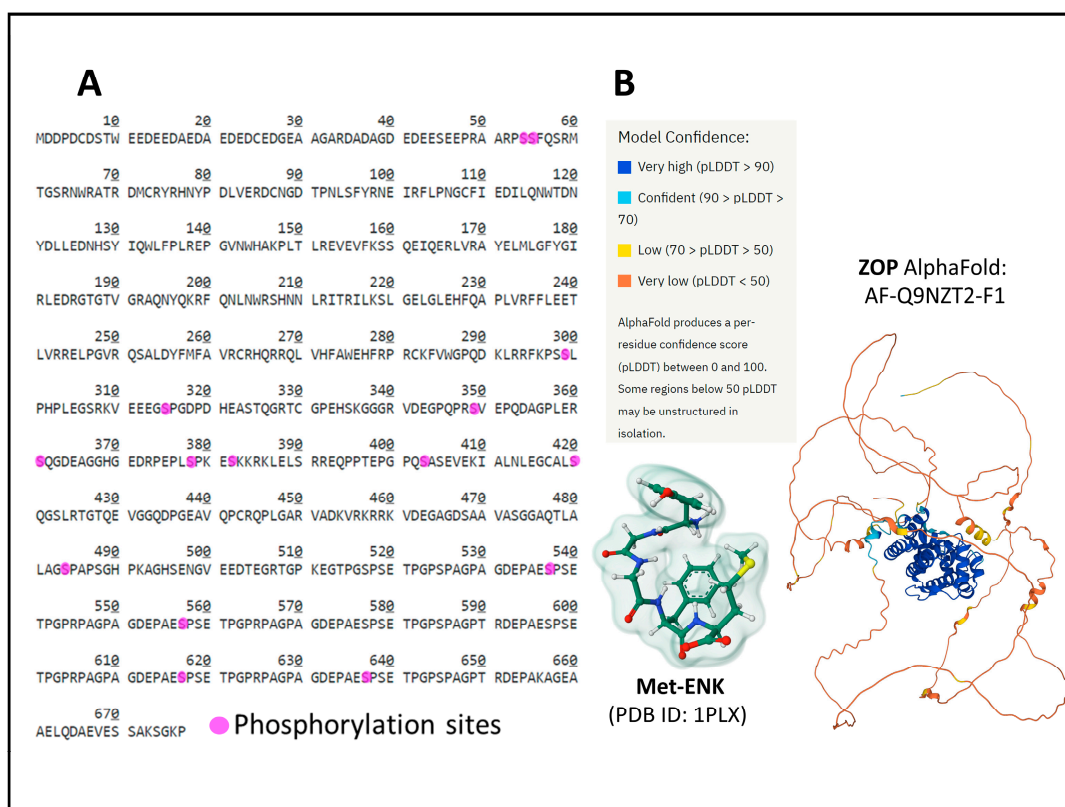 A
10 20 30 40 50 60
MDDPDCDSTW EEDEEDAEDA EDEDCEDGEA AGARDADAGD EDEESEEPRA ARPSSFQSRM
70 80 90 100 110 120
TGSRNWRATR DMCRYRHNYP DLVERDCNGD TPNLSFYRNE IRFLPNGCFI EDILQNWTDN
130 140 150 160 170 180
YDLLEDNHSY IQWLFPLREP GVNWHAKPLT LREVEVFKSS QEIQERLVRA YELMLGFYGI
190 200 210 220 230 240
RLEDRGTGTV GRAQNYQKRF QNLNWRSHNN LRITRILKSL GELGLEHFQA PLVRFFLEET
250 260 270 280 290 300
LVRRELPGVR QSALDYFMFA VRCRHQRRQL VHFAWEHFRP RCKFVWGPQD KLRRFKPSSL
310 320 330 340 350 360
PHPLEGSRKV EEEGSPGDPD HEASTQGRTC GPEHSKGGGR VDEGPQPRSV EPQDAGPLER
370 380 390 400 410 420
SQGDEAGGHG EDRPEPLSPK ESKKRKLELS RREQPPTEPG PQSASEVEKI ALNLEGCALS
430 440 450 460 470 480
QGSLRTGTQE VGGQDPGEAV QPCRQPLGAR VADKVRKRRK VDEGAGDSAA VASGGAQTLA
490 500 510 520 530 540
LAGSPAPSGH PKAGHSENGV EEDTEGRTGP KEGTPGSPSE TPGPSPAGPA GDEPAESPSE
550 560 570 580 590 600
TPGPRPAGPA GDEPAESPSE TPGPRPAGPA GDEPAESPSE TPGPSPAGPT RDEPAESPSE
610 620 630 640 650 660
TPGPRPAGPA GDEPAESPSE TPGPRPAGPA GDEPAESPSE TPGPSPAGPT RDEPAKAGEA
670
AELQDAEVES SAKSGKP
Phosphorylation sites
B
Model Confidence:
Very high (pLDDT > 90)
Confident (90 > pLDDT >
70)
Low (70 > pLDDT > 50)
Very low (pLDDT < 50)
AlphaFold produces a per-
residue confidence score
(pLDDT) between 0 and 100.
Some regions below 50 pLDDT
may be unstructured in
isolation.
Met-ENK
(PDB ID: 1PLX)
ZOP AlphaFold:
AF-Q9NZT2-F1